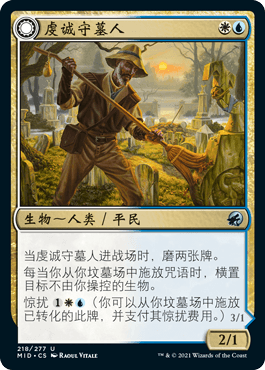 虔诚守墓人
生物～人类／平民
当虔诚守墓人进战场时，磨两张牌。
每当你从你坟墓场中施放咒语时，横置
目标不由你操控的生物。
惊扰 1（你可以从你坟墓场中施放
已转化的此牌，并支付其惊扰费用。）
3/1
2/1
218/277 U
MID • CS RAOUL VITALE
™ & © 2021 Wizards of the Coast